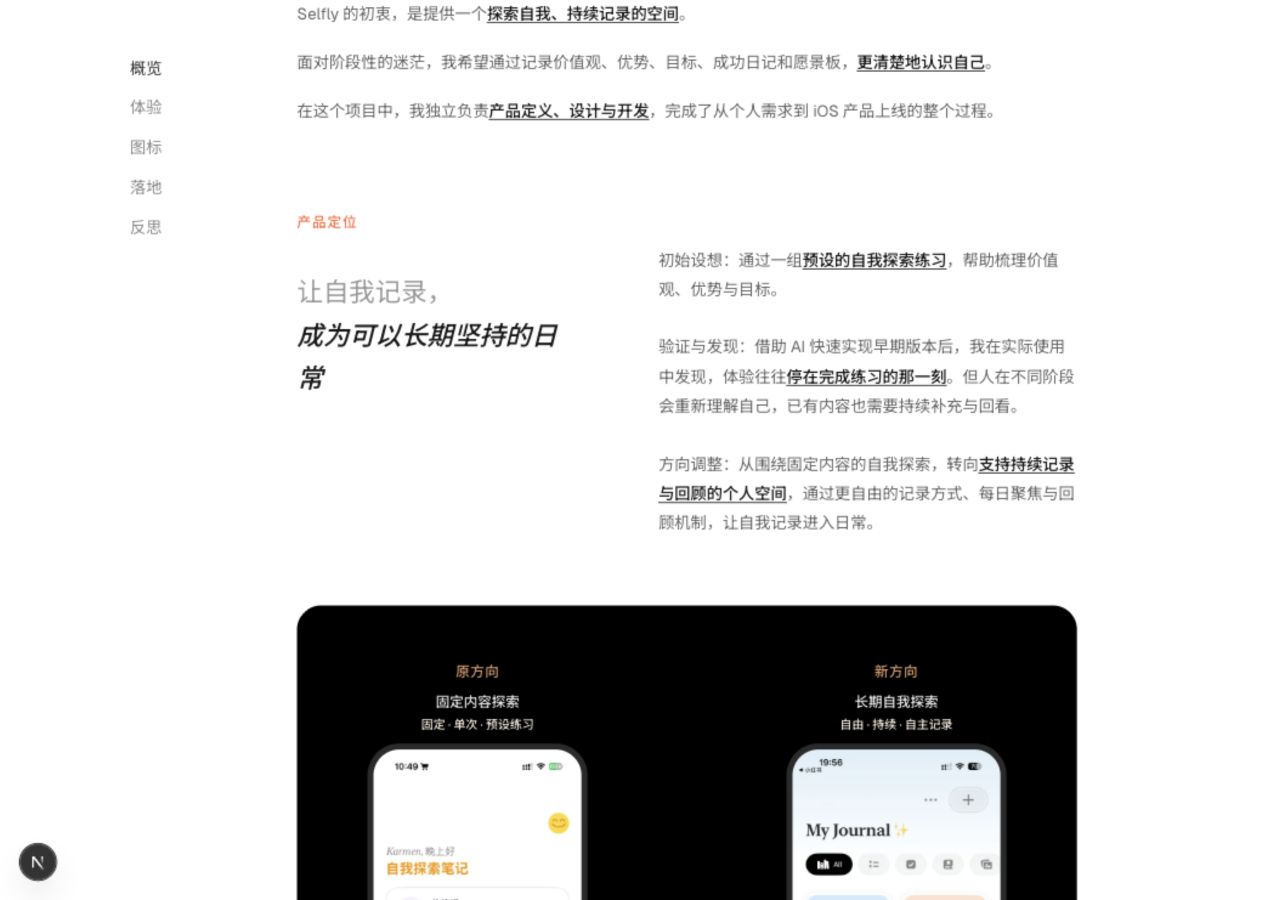 Selfly 的初衷，是提供一个探索自我、持续记录的空间。
面对阶段性的迷茫，我希望通过记录价值观、优势、目标、成功日记和愿景板，更清楚地认识自己。
在这个项目中，我独立负责产品定义、设计与开发，完成了从个人需求到 iOS 产品上线的整个过程。
概览
体验
图标
落地
反思
产品定位
让自我记录，
成为可以长期坚持的日
常
初始设想：通过一组预设的自我探索练习，帮助梳理价值
观、优势与目标。
验证与发现：借助 AI 快速实现早期版本后，我在实际使用
中发现，体验往往停在完成练习的那一刻。但人在不同阶段
会重新理解自己，已有内容也需要持续补充与回看。
方向调整：从围绕固定内容的自我探索，转向支持持续记录
与回顾的个人空间，通过更自由的记录方式、每日聚焦与回
顾机制，让自我记录进入日常。
原方向
固定内容探索
固定 · 单次 · 预设练习
10:49
Karmen, 晚上好
自我探索笔记
新方向
长期自我探索
自由 · 持续 · 自主记录
19:56
小红书
My Journal
All
N